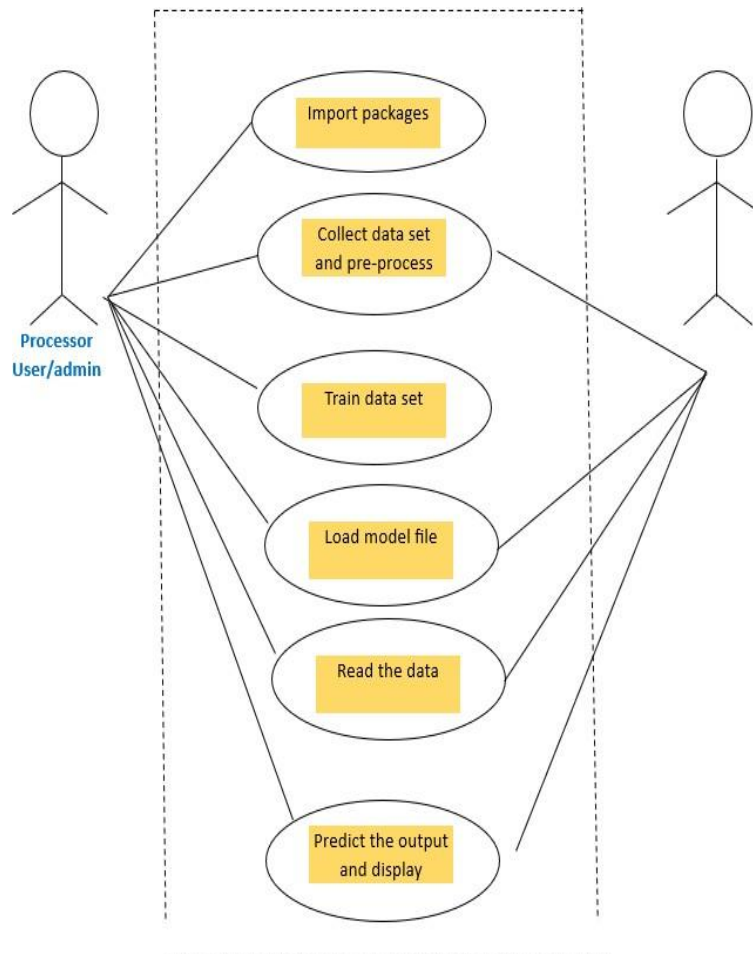 Import packages
Collect data set
and pre-process
Processor
User/admin
Train data set
Load model file
Read the data
Predict the output
and display